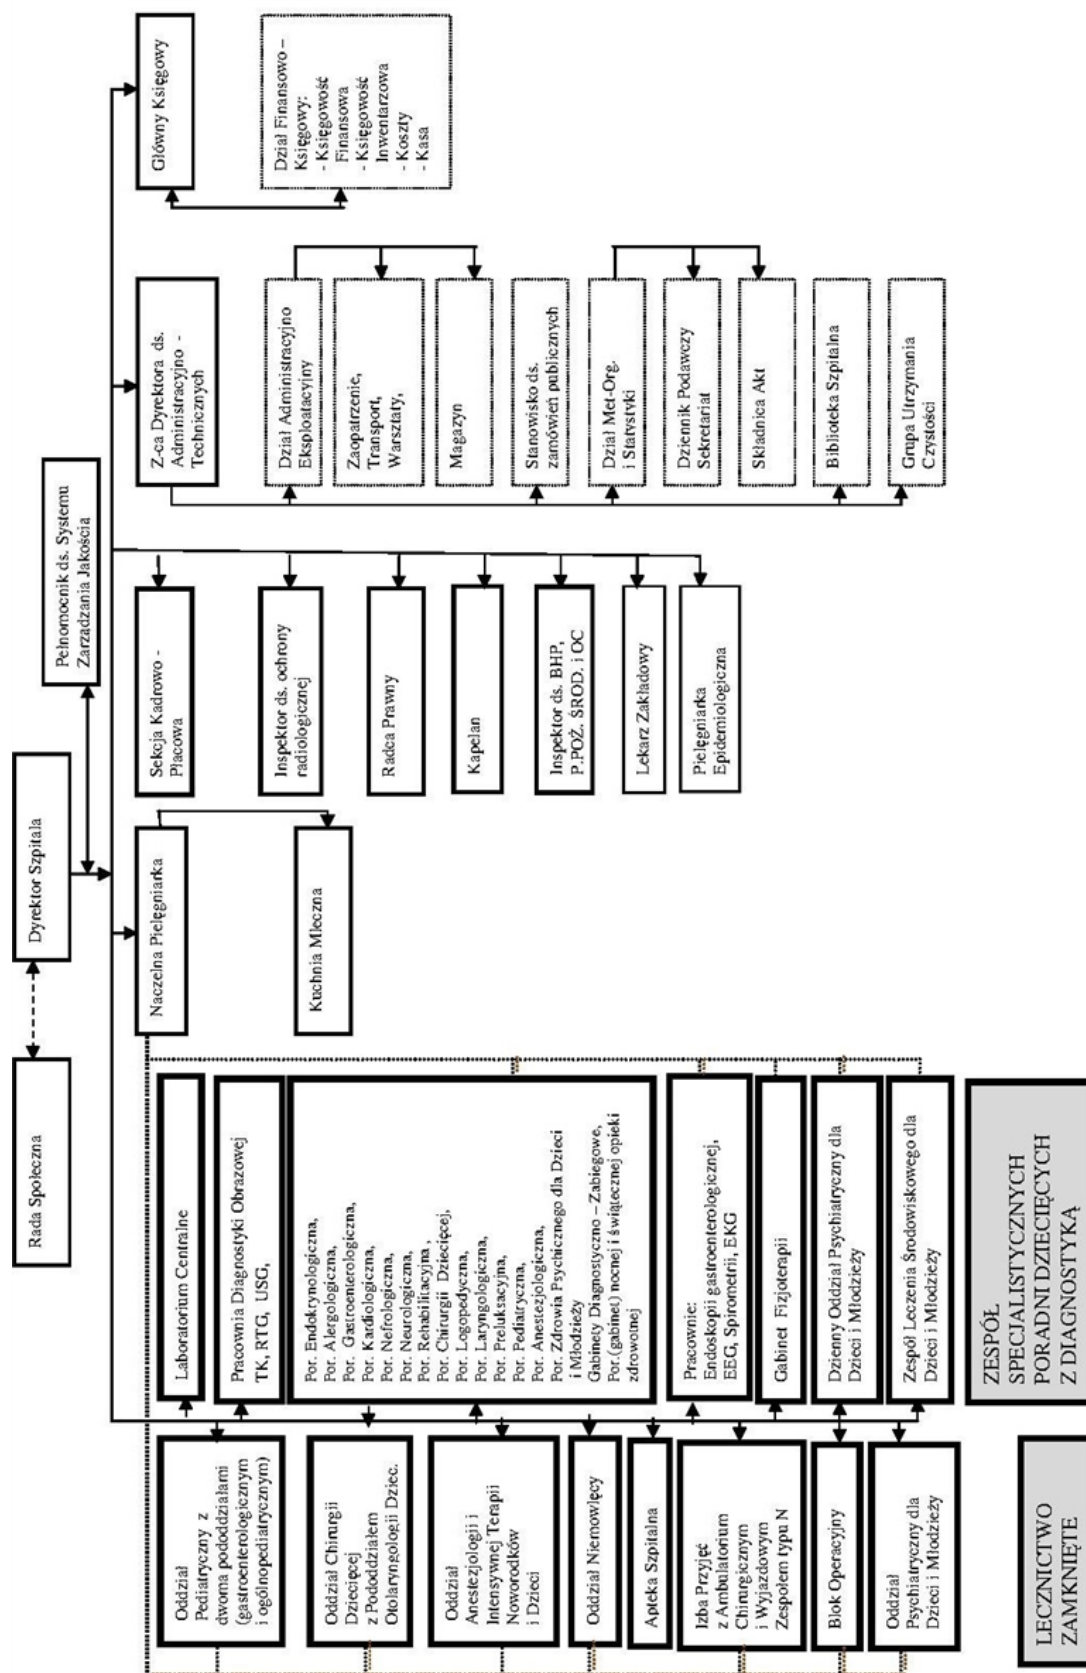 Rada Społeczna
Dyrektor Szpitala
Pełnomocnik ds. Systemu
Zarządzania Jakością
Naczelna Pielęgniarka
Kuchnia Mleczna
Sekcja Kadrowo -
Płacowa
Inspektor ds. ochrony
radiologicznej
Radca Prawny
Kapelan
Inspektor ds. BHP,
P.POŻ. ŚROD. i OC
Lekarz Zakładowy
Pielęgniarka
Epidemiologiczna
Z-ca Dyrektora ds.
Administracyjno -
Technicznych
Dział Administracyjno
Eksploatacyjny
Zaopatrzenie,
Transport,
Warsztaty,
Magazyn
Stanowisko ds.
zamówień publicznych
Dział Met-Org.
i Statystyki
Dziennik Podawczy
Sekretariat
Składnica Akt
Biblioteka Szpitalna
Grupa Utrzymania
Czystości
Główny Księgowy
Dział Finansowo –
Księgowy:
- Księgowość
Finansowa
- Księgowość
Inwentarzowa
- Koszty
- Kasa
Oddział
Pediatryczny z
dwoma pododdziałami
(gastroenterologicznym
i ogólnopediatrycznym)
Oddział Chirurgii
Dziecięcej
z Pododdziałem
Otolaryngologii Dziec.
Oddział
Anestezjologii i
Intensywnej Terapii
Noworodków
i Dzieci
Oddział Niemowlęcy
Apteka Szpitalna
Izba Przyjęć
z Ambulatorium
Chirurgicznym
i Wyjazdowym
Zespołem typu N
Blok Operacyjny
Oddział
Psychiatryczny dla
Dzieci i Młodzieży
LECZNICTWO
ZAMKNIĘTE
Laboratorium Centralne
Pracownia Diagnostyki Obrazowej
TK, RTG, USG,
Por. Endokrynologiczna,
Por. Alergologiczna,
Por. Gastroenterologiczna,
Por. Kardiologiczna,
Por. Nefrologiczna,
Por. Neurologiczna,
Por. Rehabilitacyjna ,
Por. Chirurgii Dziecięcej,
Por. Logopedyczna,
Por. Laryngologiczna,
Por. Preluksacyjna,
Por. Pediatryczna,
Por. Anestezjologiczna,
Por. Zdrowia Psychicznego dla Dzieci
i Młodzieży
Gabinety Diagnostyczno – Zabiegowe,
Por.(gabinet) nocnej i świątecznej opieki
zdrowotnej
Pracownie:
Endoskopii gastroenterologicznej,
EEG, Spirometrii, EKG
Gabinet Fizjoterapii
Dzienny Oddział Psychiatryczny dla
Dzieci i Młodzieży
Zespół Leczenia Środowiskowego dla
Dzieci i Młodzieży
ZESPÓŁ
SPECJALISTYCZNYCH
PORADNI DZIECIĘCYCH
Z DIAGNOSTYKĄ